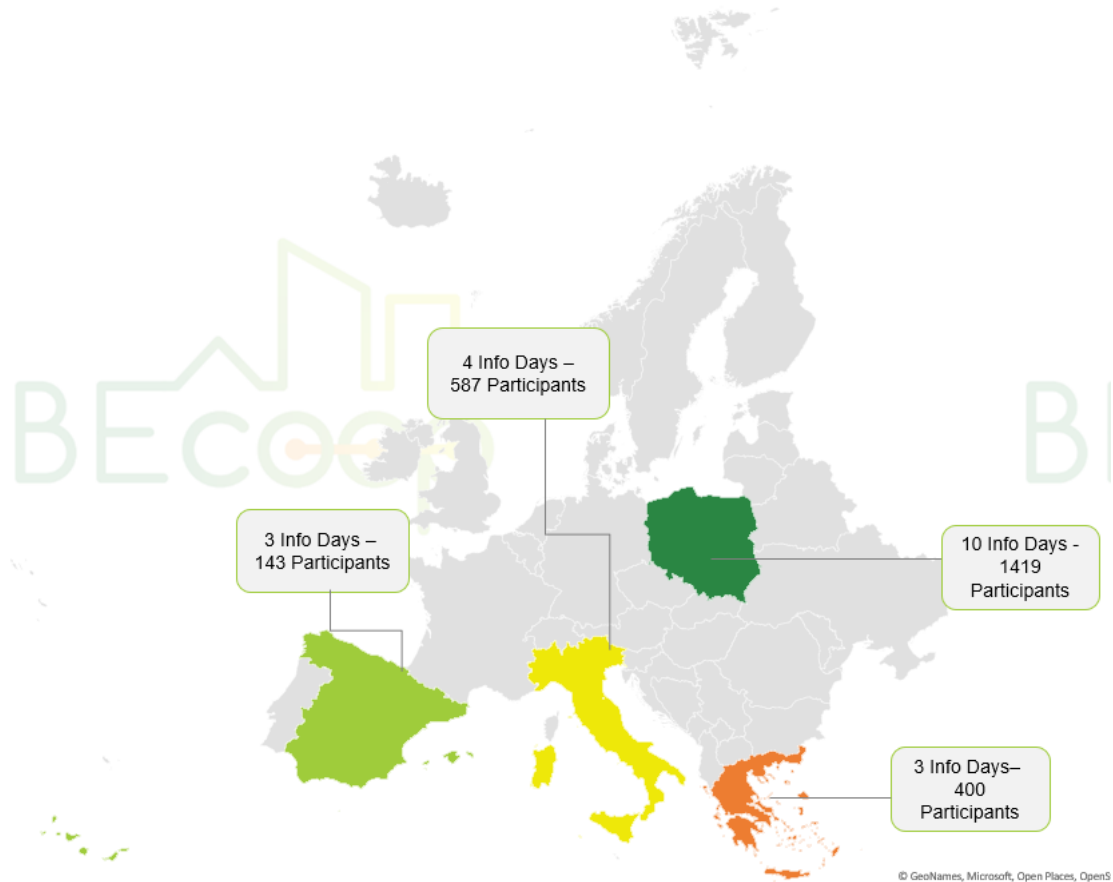 BECOOP
4 Info Days –
587 Participants
3 Info Days –
143 Participants
10 Info Days -
1419
Participants
3 Info Days–
400
Participants
© GeoNames, Microsoft, Open Places, OpenS